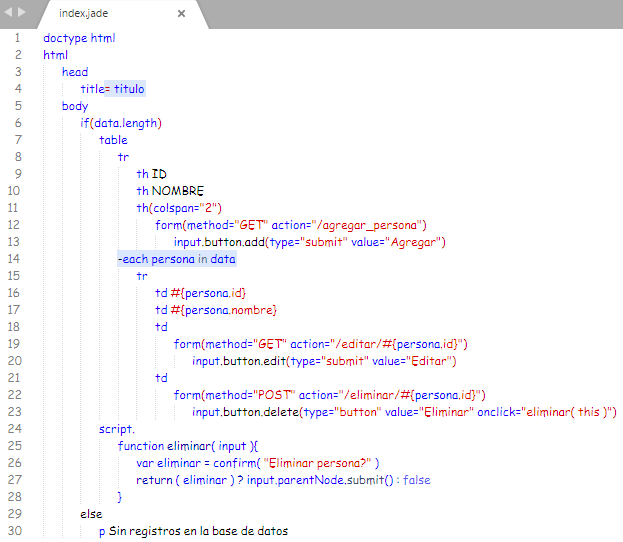 index.jade ×
1 doctype html
2 html
3     head
4         title= titulo
5     body
6         if(data.length)
7             table
8                 tr
9                     th ID
10                     th NOMBRE
11                     th(colspan="2")
12                         form(method="GET" action="/agregar_persona")
13                             input.button.add(type="submit" value="Agregar")
14                 -each persona in data
15                     tr
16                         td #{persona.id}
17                         td #{persona.nombre}
18                         td
19                             form(method="GET" action="/editar/#{persona.id}")
20                                 input.button.edit(type="submit" value="Editar")
21                         td
22                             form(method="POST" action="/eliminar/#{persona.id}")
23                                 input.button.delete(type="button" value="Eliminar" onclick="eliminar( this )")
24             script.
25                 function eliminar( input ){
26                     var eliminar = confirm( "Eliminar persona?" )
27                     return ( eliminar ) ? input.parentNode.submit() : false
28                 }
29         else
30             p Sin registros en la base de datos